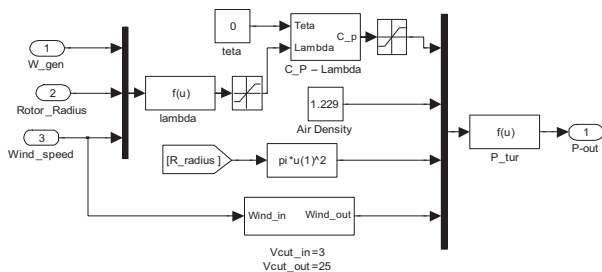 1
W_gen
2
Rotor_Radius
3
Wind_speed
f(u)
lambda
0
teta
Teta
Lambda
C_p
C_P – Lambda
1.229
Air Density
[R_radius ]
pi*u(1)^2
Wind_in
Wind_out
Vcut_in=3
Vcut_out=25
f(u)
P_tur
1
P-out